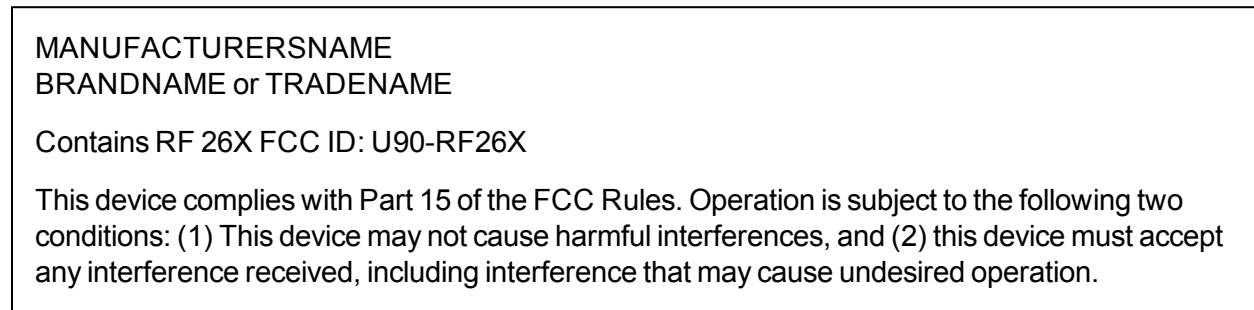 MANUFACTURERSNAME
BRANDNAME or TRADENAME
Contains RF 26X FCC ID: U90-RF26X
This device complies with Part 15 of the FCC Rules. Operation is subject to the following two
conditions: (1) This device may not cause harmful interferences, and (2) this device must accept
any interference received, including interference that may cause undesired operation.